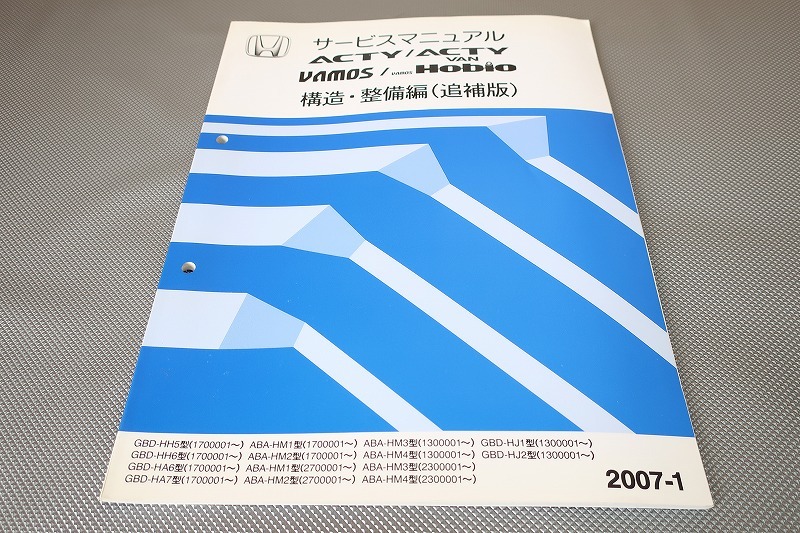 サービスマニュアル
ACTY/ACTY VAN
VAMOS/VAMOS Hobio
構造・整備編(追補版)
GBD-HH5型(1700001〜) ABA-HM1型(1700001〜) ABA-HM3型(1300001〜) GBD-HJ1型(1300001〜)
GBD-HH6型(1700001〜) ABA-HM2型(1700001〜) ABA-HM4型(1300001〜) GBD-HJ2型(1300001〜)
GBD-HA6型(1700001〜) ABA-HM1型(2700001〜) ABA-HM3型(2300001〜)
GBD-HA7型(1700001〜) ABA-HM2型(2700001〜) ABA-HM4型(2300001〜)
2007-1